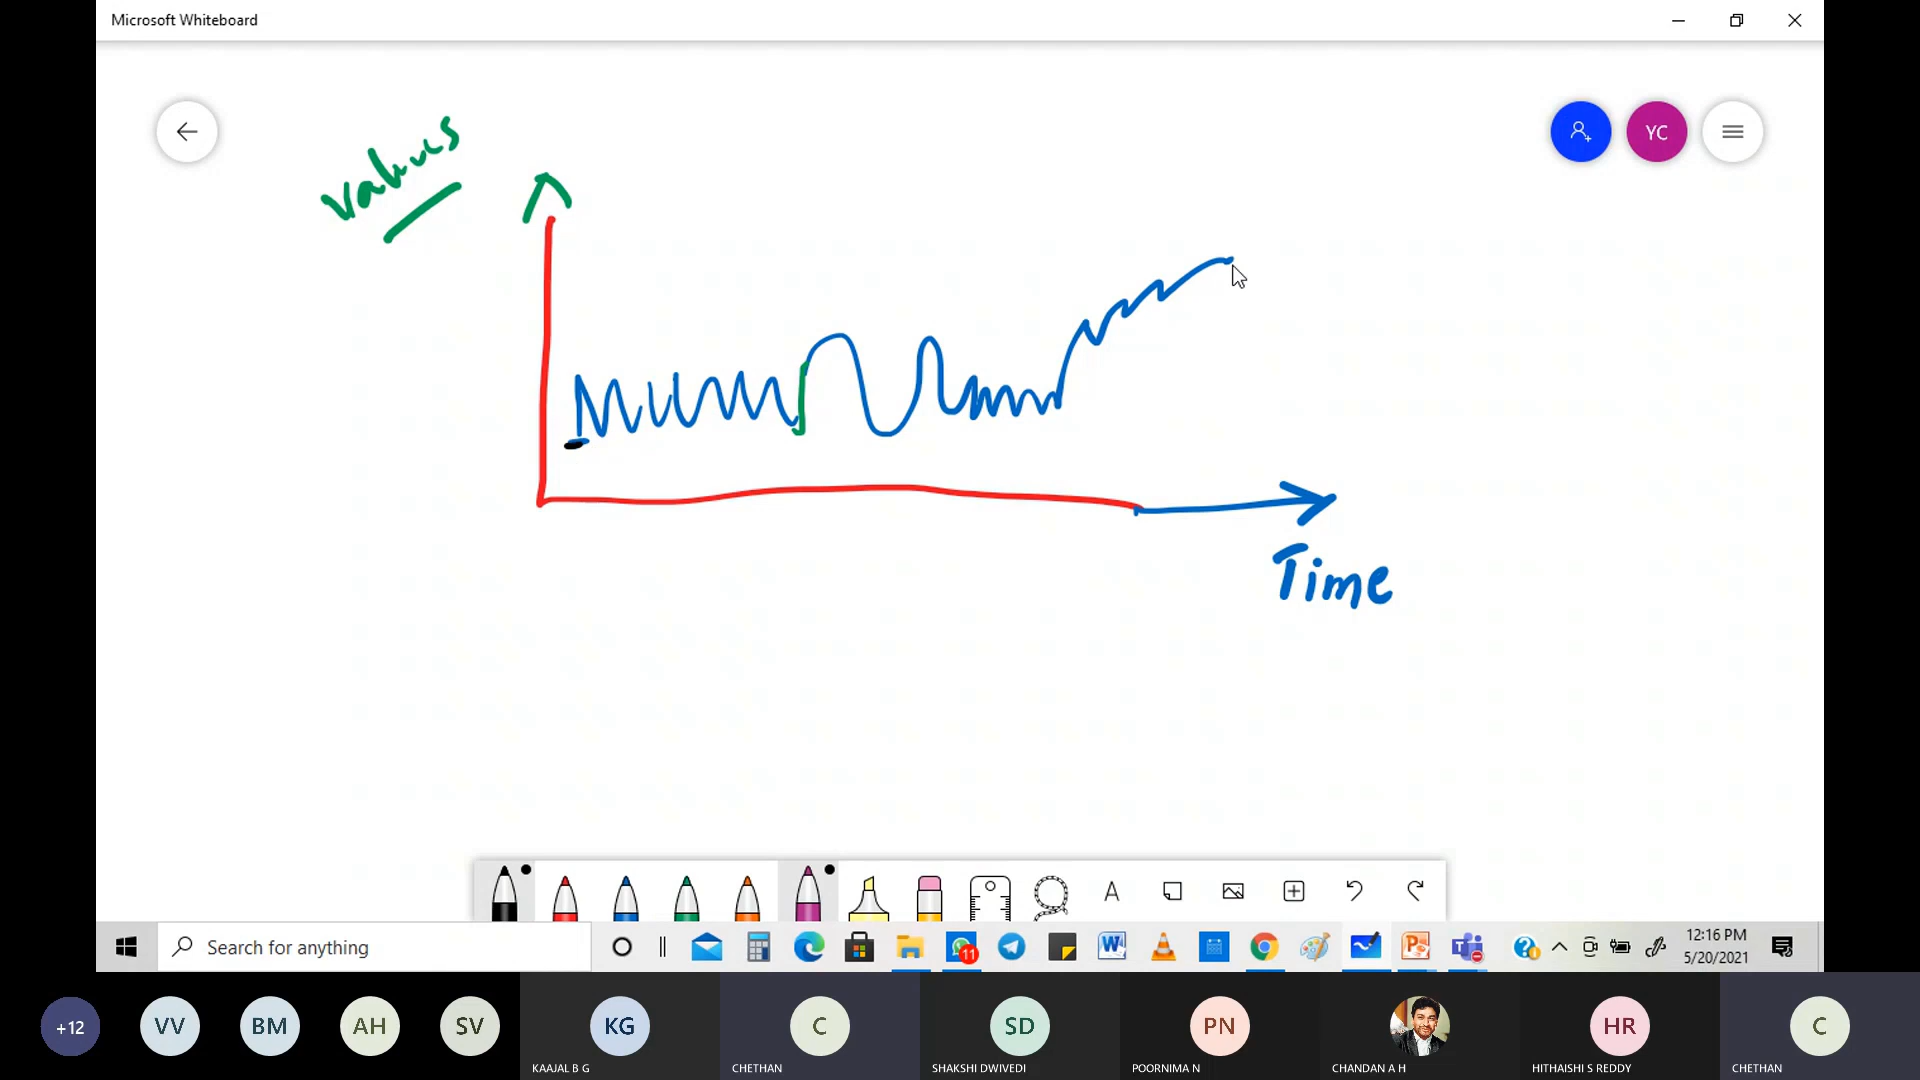 Microsoft Whiteboard
YC
values
Time
A
Search for anything
11
W
P
12:16 PM
5/20/2021
+12
VV
BM
AH
SV
KG
KAAJAL B G
C
CHETHAN
SD
SHAKSHI DWIVEDI
PN
POORNIMA N
CHANDAN A H
HR
HITHAISHI S REDDY
C
CHETHAN